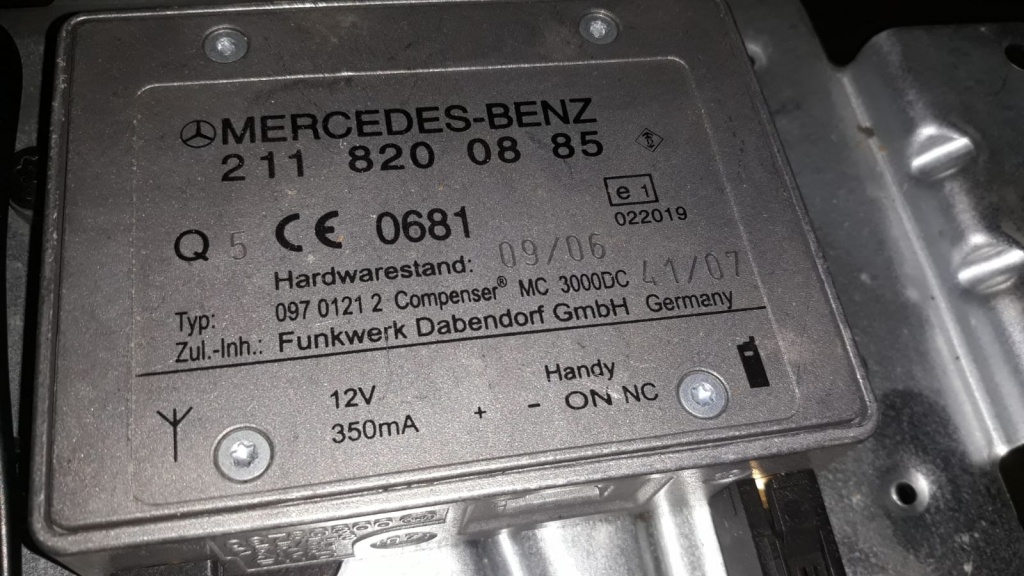 MERCEDES-BENZ
211 820 08 85
e 1
022019
Q 5 CE 0681
Hardwarestand: 09/06
Typ: 097 0121 2 Compenser® MC 3000DC 41/07
Zul.-Inh.: Funkwerk Dabendorf GmbH Germany
12V
350mA
Handy
+ - ON NC